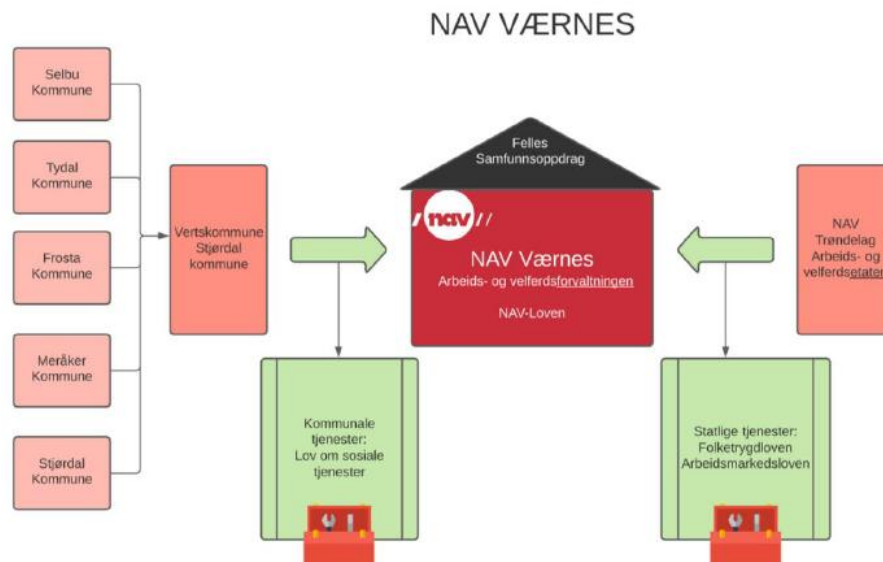 NAV VÆRNES
Selbu
Kommune
Tydal
Kommune
Frosta
Kommune
Meråker
Kommune
Stjørdal
Kommune
Vertskommune
Stjørdal
kommune
Felles
Samfunnsoppdrag
nav
NAV Værnes
Arbeids- og velferdsforvaltningen
NAV-Loven
NAV
Trøndelag
Arbeids- og
velferdsetaten
Kommunale
tjenester:
Lov om sosiale
tjenester
Statlige tjenester:
Folketrygdloven
Arbeidsmarkedsloven